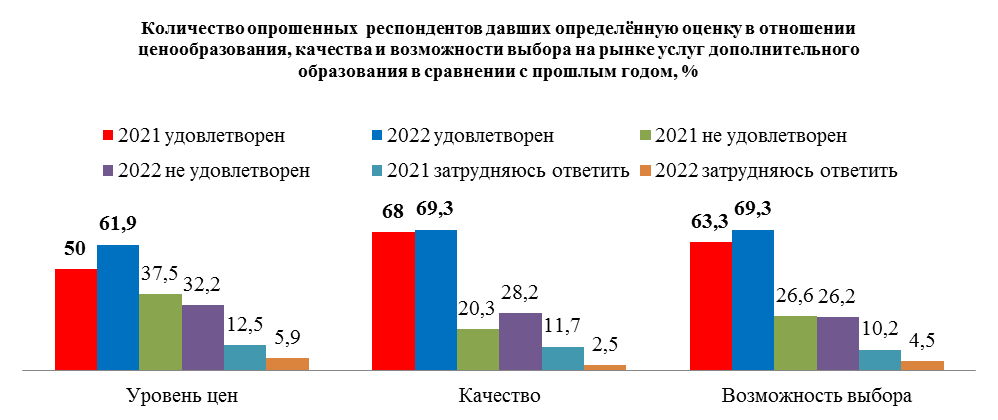 Количество опрошенных респондентов давших определённую оценку в отношении
ценообразования, качества и возможности выбора на рынке услуг дополнительного
образования в сравнении с прошлым годом, %
2021 удовлетворен 2022 удовлетворен 2021 не удовлетворен
2022 не удовлетворен 2021 затрудняюсь ответить 2022 затрудняюсь ответить
50 61,9 37,5 32,2 12,5 5,9
68 69,3 20,3 28,2 11,7 2,5
63,3 69,3 26,6 26,2 10,2 4,5
Уровень цен Качество Возможность выбора